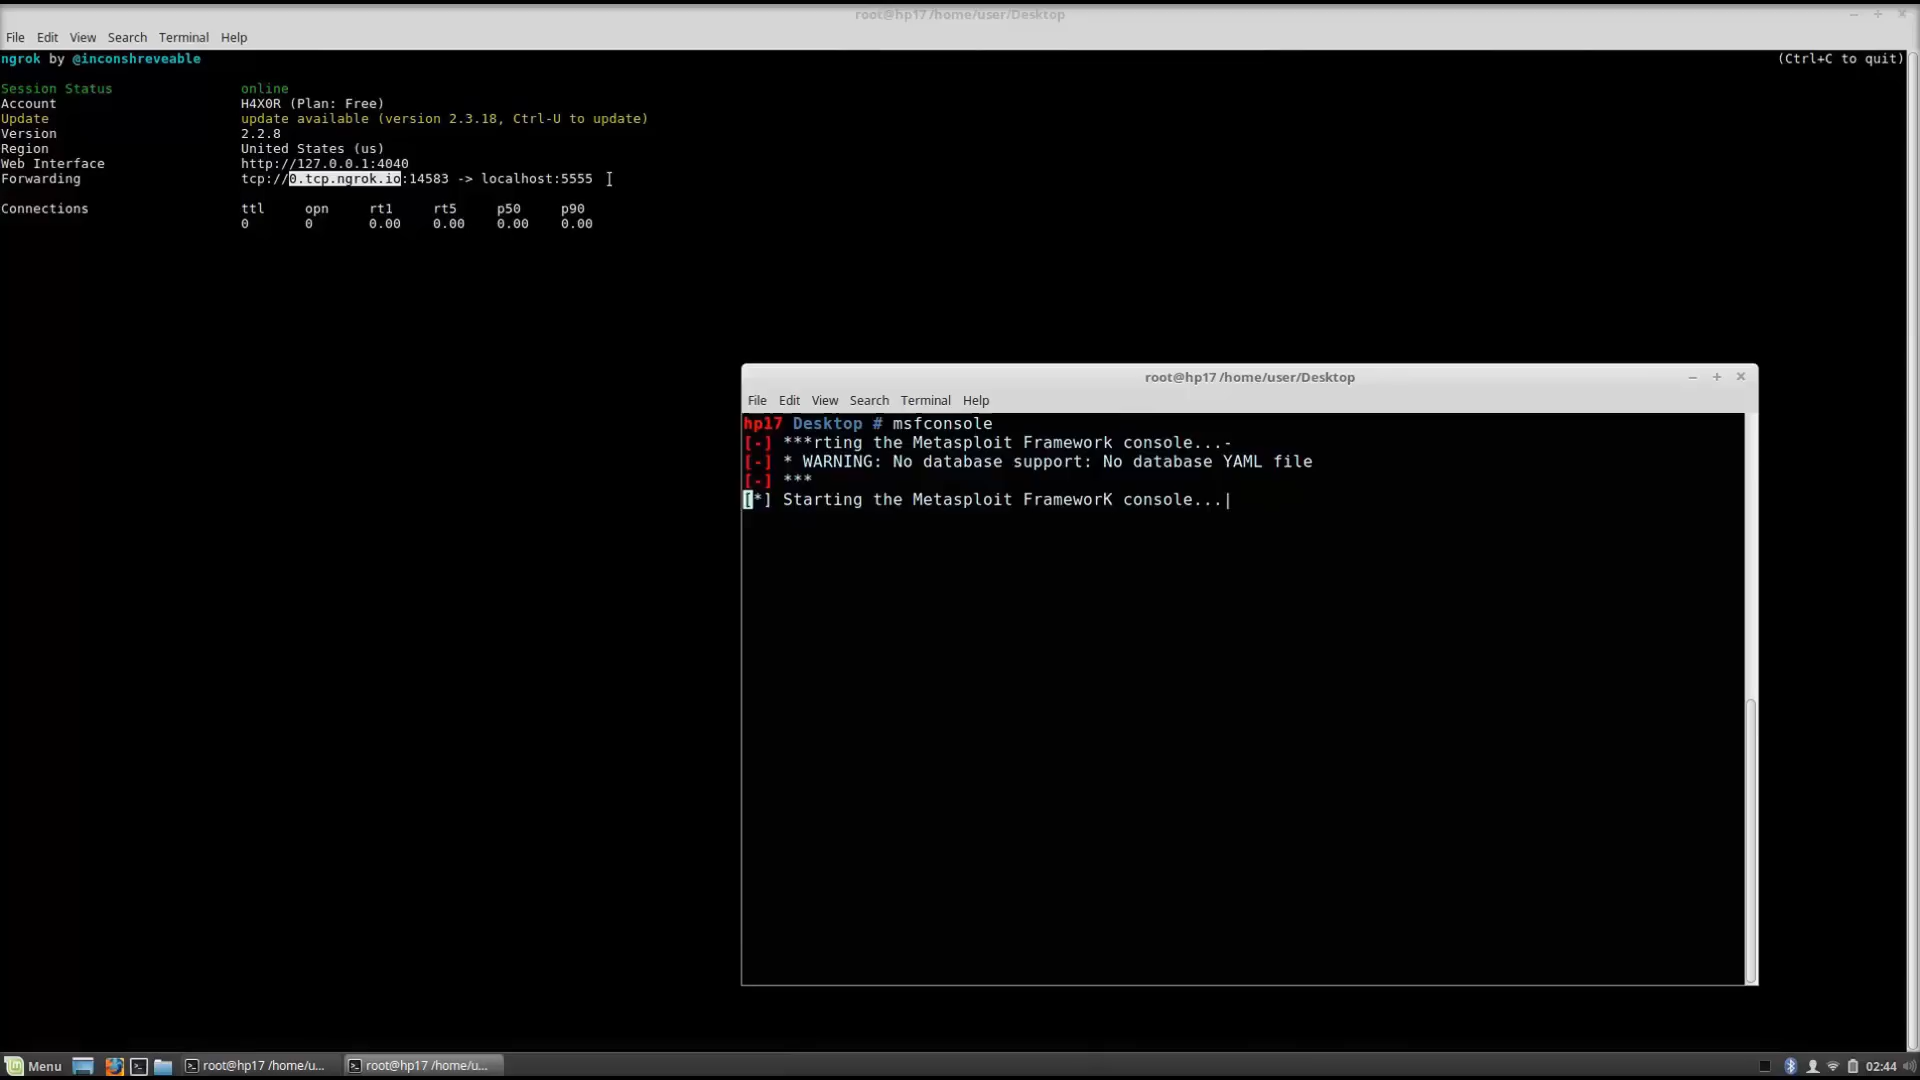 root@hp17 /home/user/Desktop
File Edit View Search Terminal Help
ngrok by @inconshreveable (Ctrl+C to quit)
Session Status online
Account H4X0R (Plan: Free)
Update update available (version 2.3.18, Ctrl-U to update)
Version 2.2.8
Region United States (us)
Web Interface http://127.0.0.1:4040
Forwarding tcp://0.tcp.ngrok.io:14583 -> localhost:5555
Connections ttl opn rt1 rt5 p50 p90
0 0 0.00 0.00 0.00 0.00
root@hp17 /home/user/Desktop
File Edit View Search Terminal Help
hp17 Desktop # msfconsole
[-] ***rting the Metasploit Framework console...-
[-] * WARNING: No database support: No database YAML file
[-] ***
[*] Starting the Metasploit FrameworK console...|
Menu root@hp17 /home/u... root@hp17 /home/u... 02:44